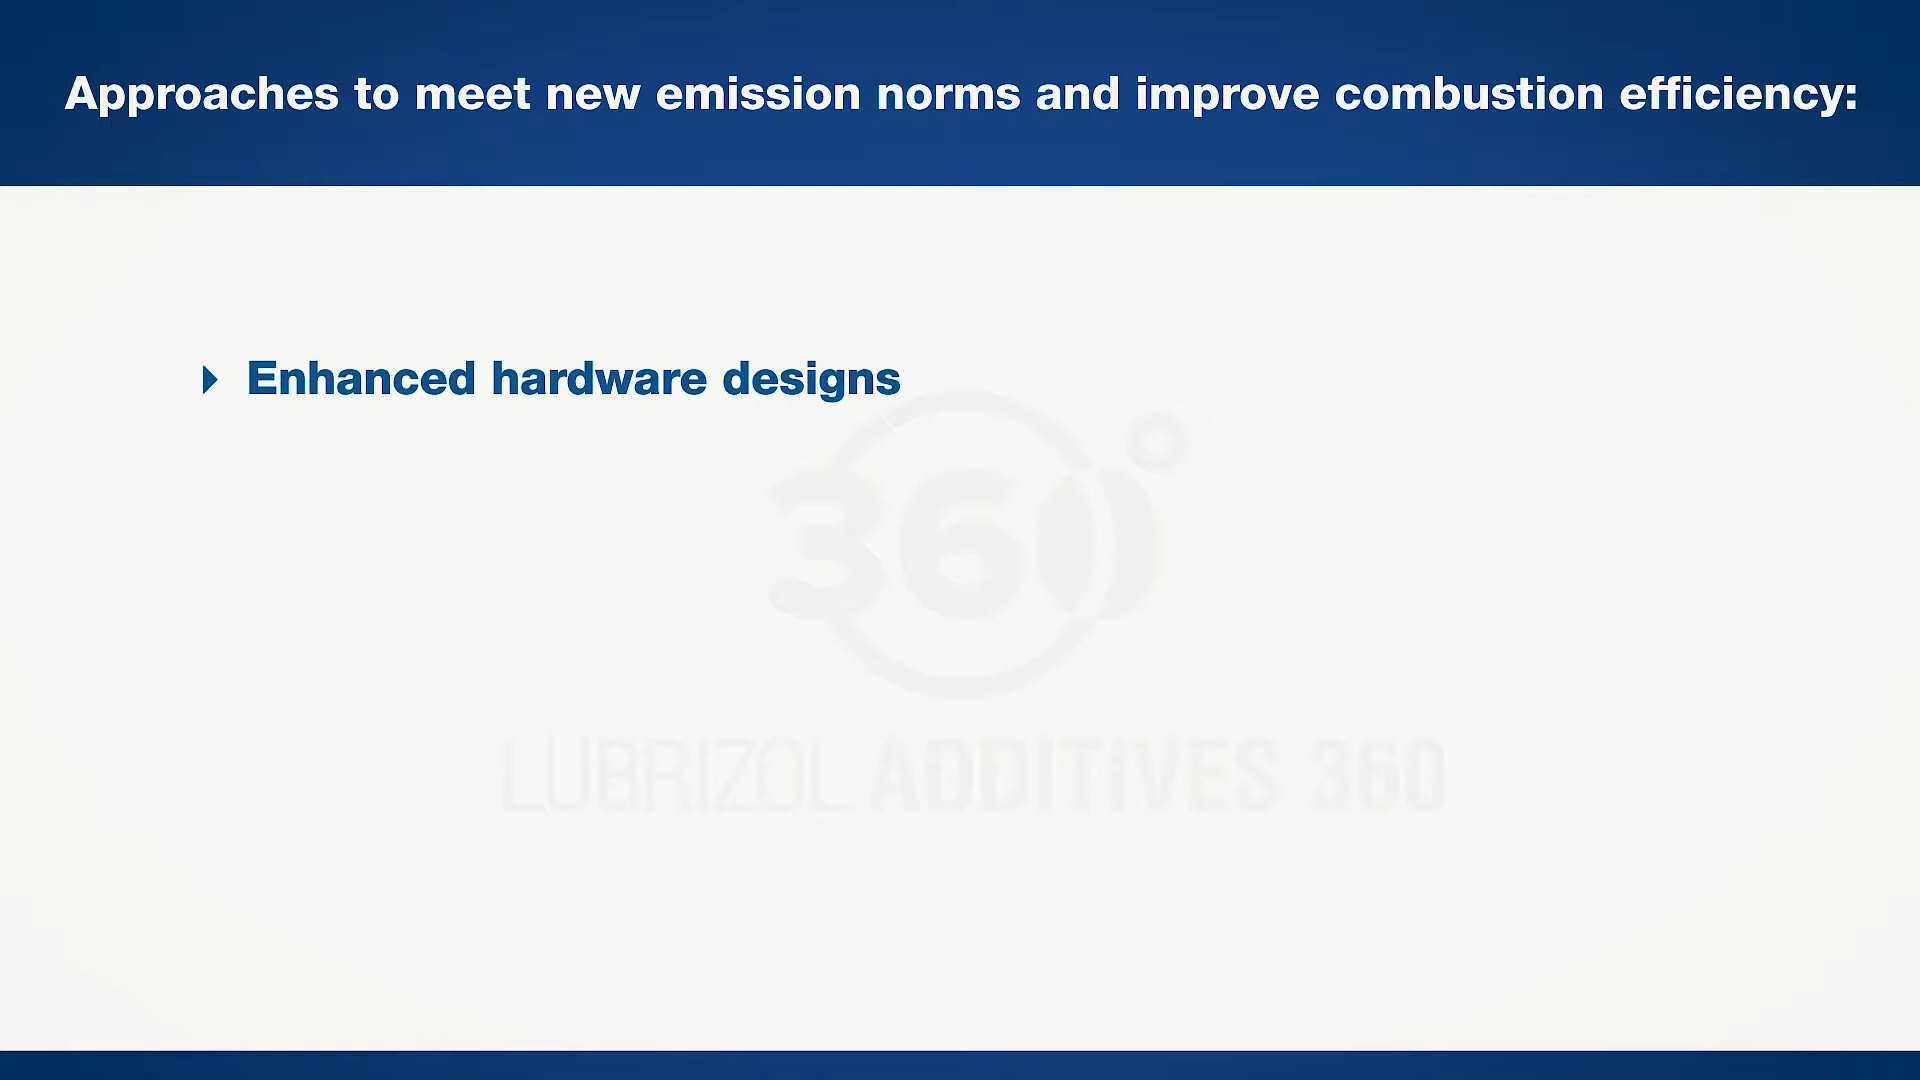 Approaches to meet new emission norms and improve combustion efficiency:
Enhanced hardware designs
360°
LUBRIZOL ADDITIVES 360